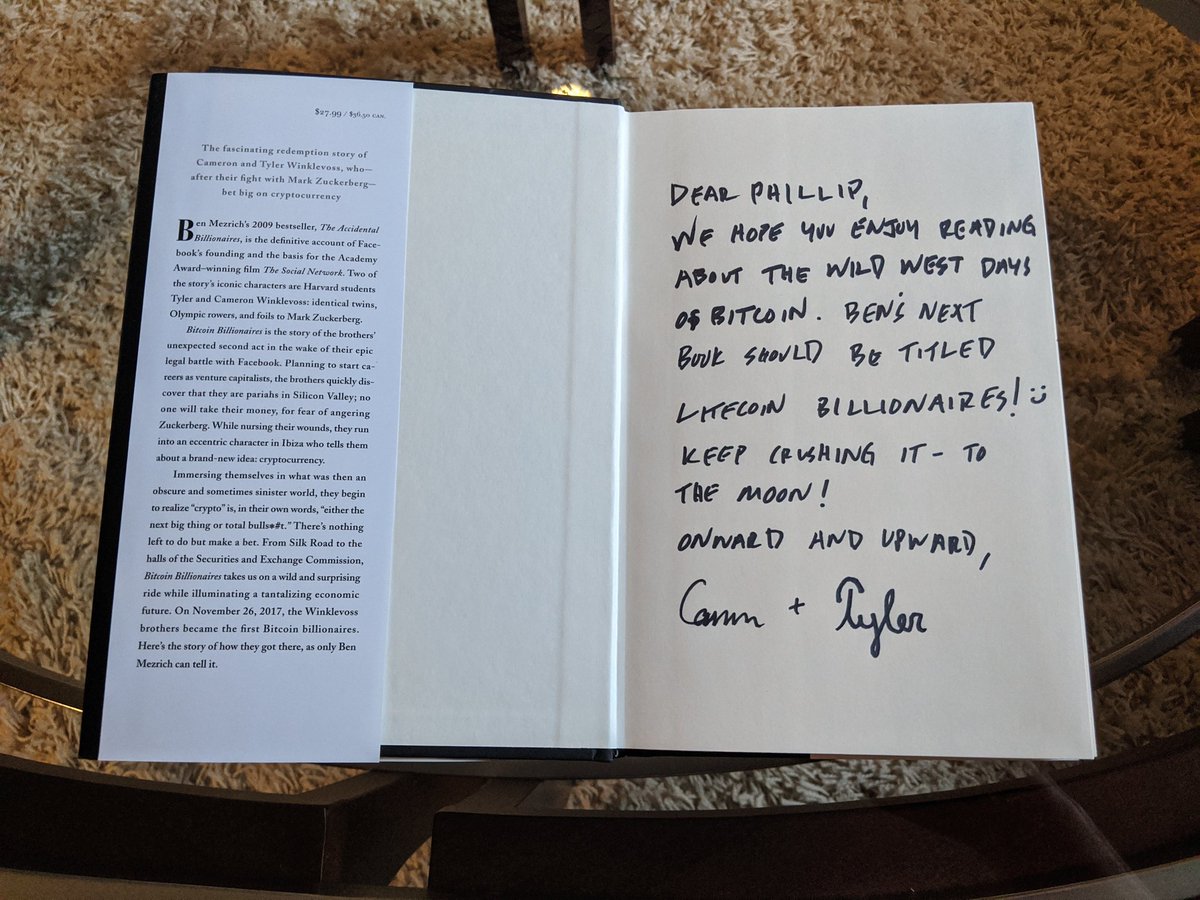 $27.99 / $36.50 CAN.
The fascinating redemption story of
Cameron and Tyler Winklevoss, who—
after their fight with Mark Zuckerberg—
bet big on cryptocurrency
Ben Mezrich's 2009 bestseller, The Accidental
Billionaires, is the definitive account of Face-
book's founding and the basis for the Academy
Award–winning film The Social Network. Two of
the story's iconic characters are Harvard students
Tyler and Cameron Winklevoss: identical twins,
Olympic rowers, and foils to Mark Zuckerberg.
Bitcoin Billionaires is the story of the brothers'
unexpected second act in the wake of their epic
legal battle with Facebook. Planning to start ca-
reers as venture capitalists, the brothers quickly dis-
cover that they are pariahs in Silicon Valley; no
one will take their money, for fear of angering
Zuckerberg. While nursing their wounds, they run
into an eccentric character in Ibiza who tells them
about a brand-new idea: cryptocurrency.
Immersing themselves in what was then an
obscure and sometimes sinister world, they begin
to realize "crypto" is, in their own words, "either the
next big thing or total bulls*#t." There's nothing
left to do but make a bet. From Silk Road to the
halls of the Securities and Exchange Commission,
Bitcoin Billionaires takes us on a wild and surprising
ride while illuminating a tantalizing economic
future. On November 26, 2017, the Winklevoss
brothers became the first Bitcoin billionaires.
Here's the story of how they got there, as only Ben
Mezrich can tell it.
DEAR PHILLIP,
WE HOPE YOU ENJOY READING
ABOUT THE WILD WEST DAYS
OF BITCOIN. BEN'S NEXT
BOOK SHOULD BE TITLED
LITECOIN BILLIONAIRES! :)
KEEP CRUSHING IT - TO
THE MOON!
ONWARD AND UPWARD,
Cameron + Tyler